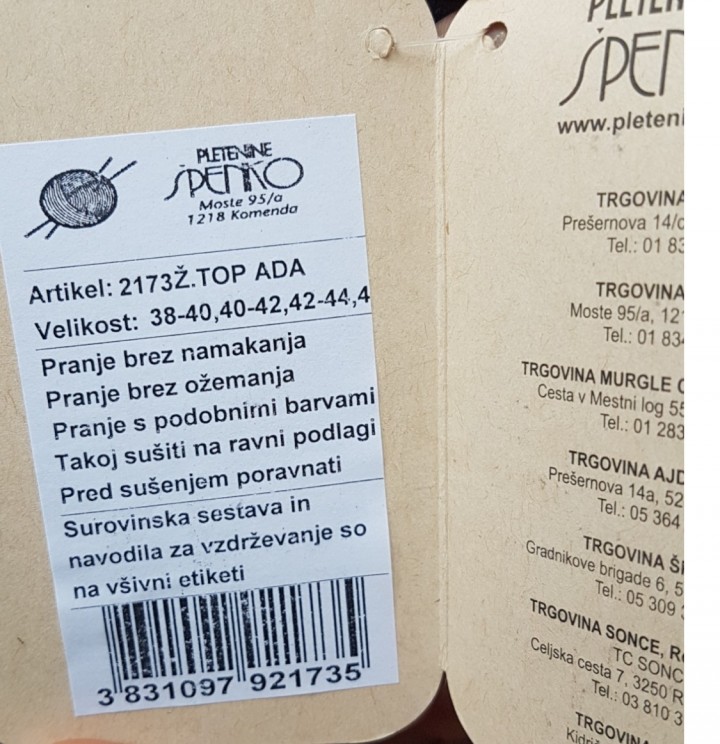 PLETENINE
ŠPENKO
Moste 95/a
1218 Komenda
Artikel: 2173Ž.TOP ADA
Velikost: 38-40,40-42,42-44,4
Pranje brez namakanja
Pranje brez ožemanja
Pranje s podobnimi barvami
Takoj sušiti na ravni podlagi
Pred sušenjem poravnati
Surovinska sestava in
navodila za vzdrževanje so
na všivni etiketi
3 831097 921735
www.pleteni
TRGOVINA
Prešernova 14/c
Tel.: 01 83
TRGOVINA
Moste 95/a, 12
Tel.: 01 834
TRGOVINA MURGLE
Cesta v Mestni log 55
Tel.: 01 283
TRGOVINA AJD
Prešernova 14a, 52
Tel.: 05 364
TRGOVINA
Gradnikove brigade 6, 5
Tel.: 05 309
TRGOVINA SONCE,
TC SONC
Celjska cesta 7, 3250 R
Tel.: 03 810 3
TRGOVINA